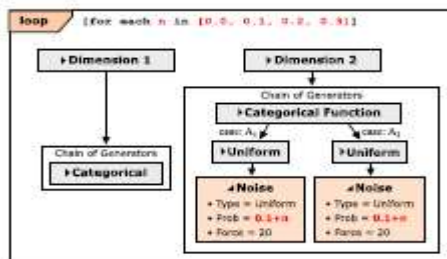 loop [for each n in [0.0, 0.1, 0.2, 0.3]]
▸Dimension 1
▸Dimension 2
Chain of Generators
▸Categorical Function
case: A₁ case: A₂
▸Uniform ▸Uniform
Chain of Generators
▸Categorical
◢ Noise
• Type = Uniform
• Prob = 0.1+n
• Force = 20
◢ Noise
• Type = Uniform
• Prob = 0.1+n
• Force = 20